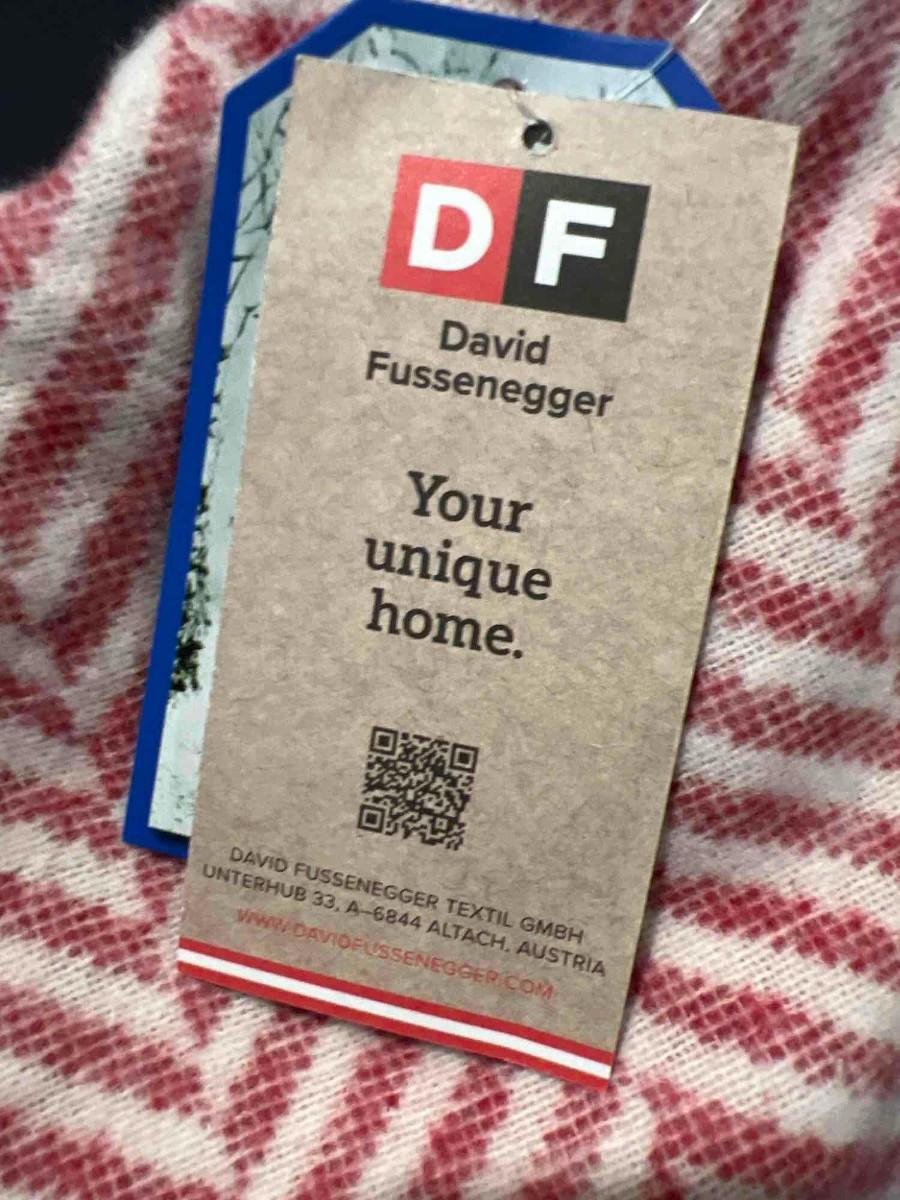 DF
David
Fussenegger
Your
unique
home.
DAVID FUSSENEGGER TEXTIL GMBH
UNTERHUB 33, A–6844 ALTACH, AUSTRIA
WWW.DAVIDFUSSENEGGER.COM